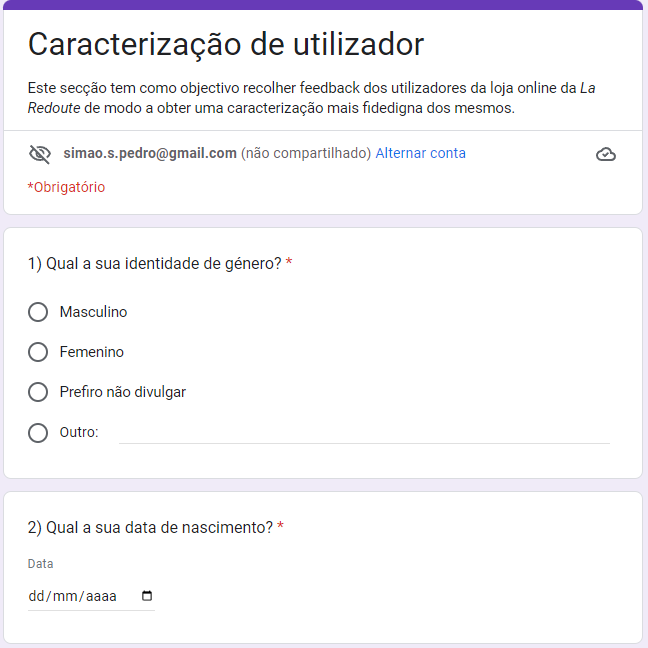 Caracterização de utilizador
Este secção tem como objectivo recolher feedback dos utilizadores da loja online da La
Redoute de modo a obter uma caracterização mais fidedigna dos mesmos.
simao.s.pedro@gmail.com (não compartilhado) Alternar conta
*Obrigatório
1) Qual a sua identidade de género? *
Masculino
Femenino
Prefiro não divulgar
Outro:
2) Qual a sua data de nascimento? *
Data
dd/mm/aaaa